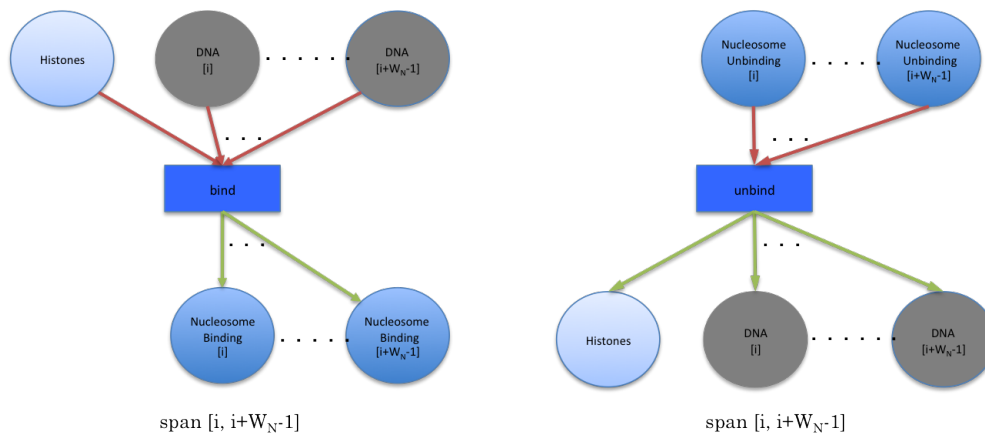 Histones
DNA
[i]
. . . . . .
DNA
[i+W_N-1]
. . .
bind
. . .
Nucleosome
Binding
[i]
. . . . . .
Nucleosome
Binding
[i+W_N-1]
span [i, i+W_N-1]
Nucleosome
Unbinding
[i]
. . . . . .
Nucleosome
Unbinding
[i+W_N-1]
. . .
unbind
. . .
Histones
DNA
[i]
. . . . . . .
DNA
[i+W_N-1]
span [i, i+W_N-1]